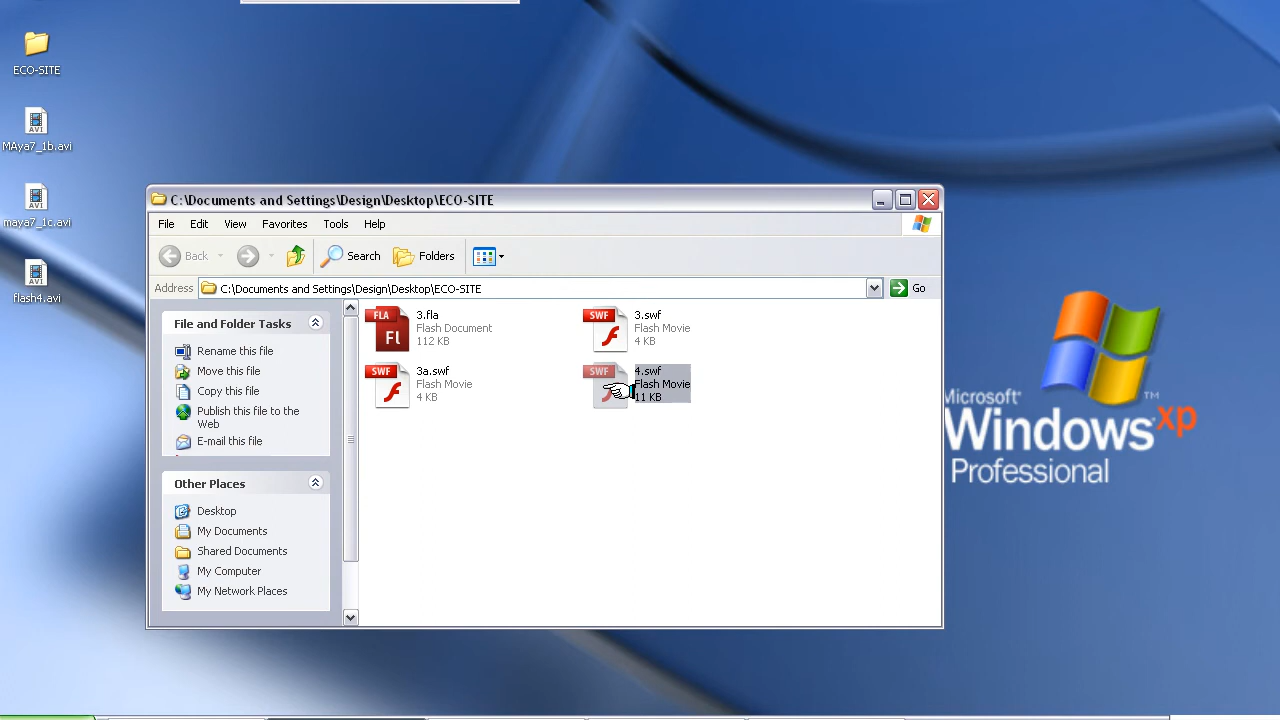 ECO-SITE
AVI
MAya7_1b.avi
AVI
maya7_1c.avi
AVI
flash4.avi
C:\Documents and Settings\Design\Desktop\ECO-SITE
File Edit View Favorites Tools Help
Back Search Folders
Address C:\Documents and Settings\Design\Desktop\ECO-SITE Go
File and Folder Tasks
Rename this file
Move this file
Copy this file
Publish this file to the
Web
E-mail this file
Other Places
Desktop
My Documents
Shared Documents
My Computer
My Network Places
FLA
Fl
3.fla
Flash Document
112 KB
SWF
3.swf
Flash Movie
4 KB
SWF
3a.swf
Flash Movie
4 KB
SWF
4.swf
Flash Movie
11 KB
Microsoft®
Windows xp
TM
Professional